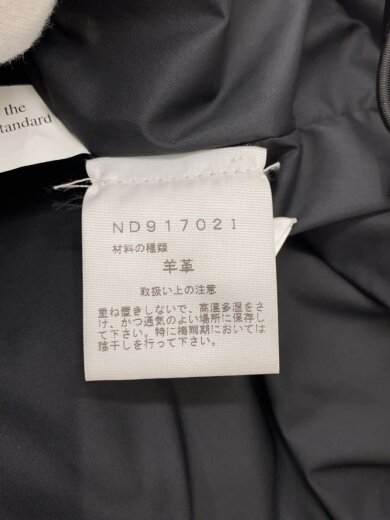 the
tandard
ND91702I
材料の種類
羊革
取扱い上の注意
重ね置きしないで、高温多湿をさ
け、かつ通気のよい場所に保存し
て下さい。特に梅雨期においては
陰干しを行って下さい。